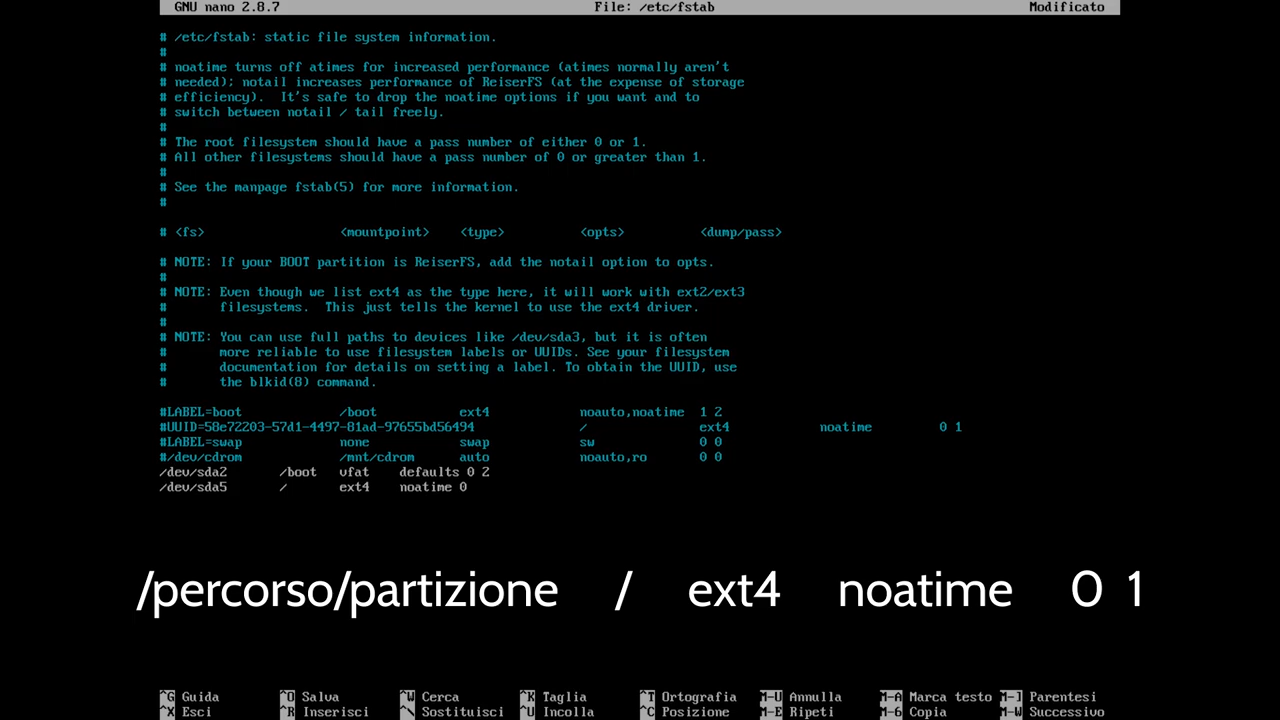 GNU nano 2.8.7 File: /etc/fstab Modificato
# /etc/fstab: static file system information.
#
# noatime turns off atimes for increased performance (atimes normally aren't
# needed); notail increases performance of ReiserFS (at the expense of storage
# efficiency).  It's safe to drop the noatime options if you want and to
# switch between notail / tail freely.
#
# The root filesystem should have a pass number of either 0 or 1.
# All other filesystems should have a pass number of 0 or greater than 1.
#
# See the manpage fstab(5) for more information.
#
# <fs> <mountpoint> <type> <opts> <dump/pass>
# NOTE: If your BOOT partition is ReiserFS, add the notail option to opts.
#
# NOTE: Even though we list ext4 as the type here, it will work with ext2/ext3
# filesystems.  This just tells the kernel to use the ext4 driver.
#
# NOTE: You can use full paths to devices like /dev/sda3, but it is often
# more reliable to use filesystem labels or UUIDs. See your filesystem
# documentation for details on setting a label. To obtain the UUID, use
# the blkid(8) command.
#LABEL=boot /boot ext4 noauto,noatime 1 2
#UUID=58e72203-57d1-4497-81ad-97655bd56494 / ext4 noatime 0 1
#LABEL=swap none swap sw 0 0
#/dev/cdrom /mnt/cdrom auto noauto,ro 0 0
/dev/sda2 /boot vfat defaults 0 2
/dev/sda5 / ext4 noatime 0
/percorso/partizione / ext4 noatime 0 1
^G Guida ^O Salva ^W Cerca ^K Taglia ^T Ortografia M-U Annulla M-A Marca testo M-] Parentesi
^X Esci ^R Inserisci ^\ Sostituisci ^U Incolla ^C Posizione M-E Ripeti M-6 Copia M-W Successivo